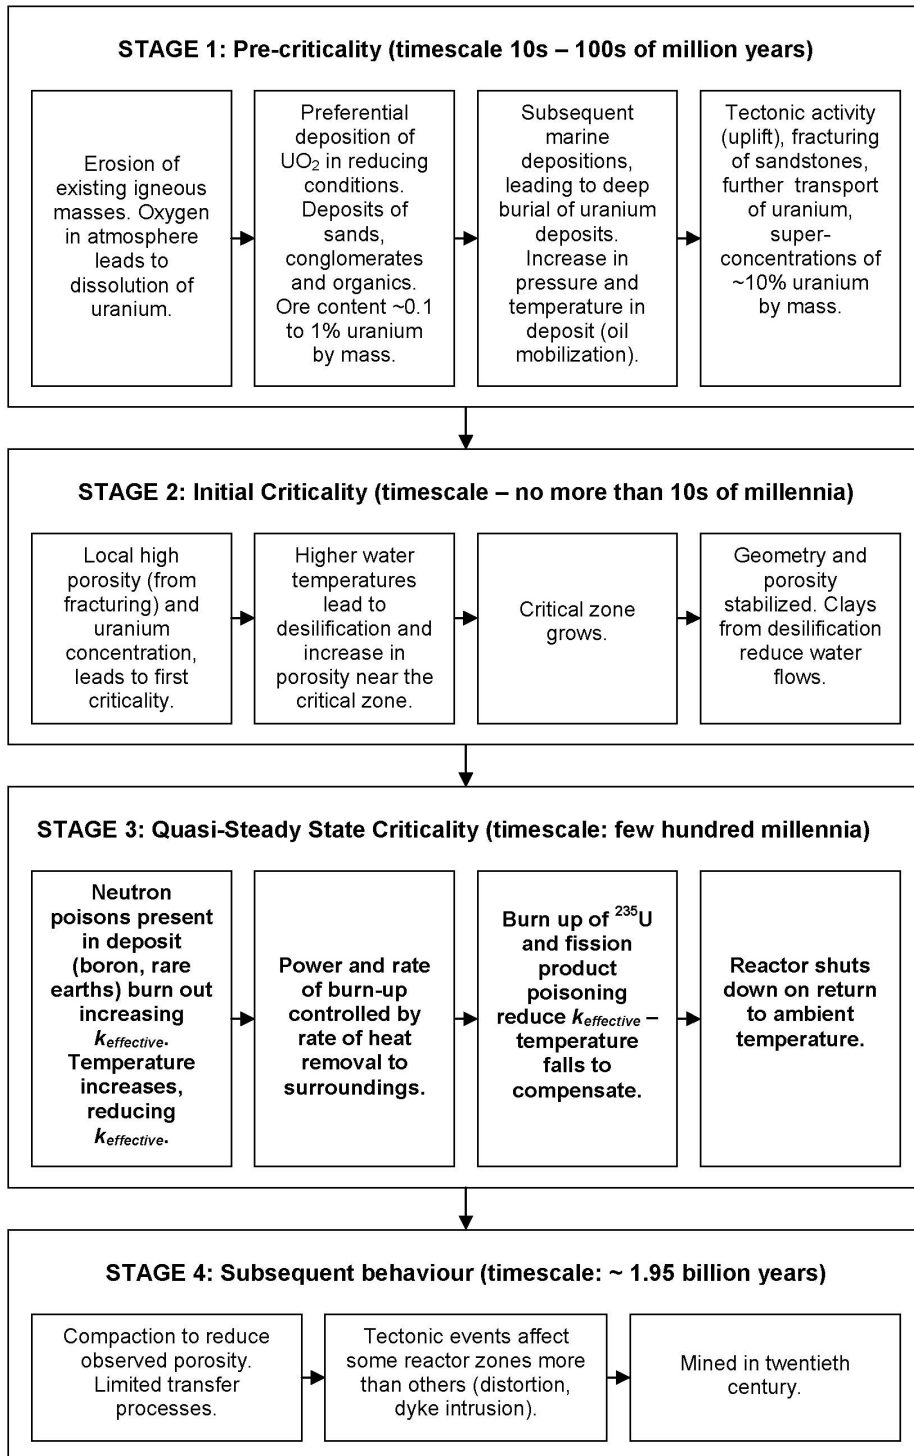 STAGE 1: Pre-criticality (timescale 10s – 100s of million years)
Erosion of
existing igneous
masses. Oxygen
in atmosphere
leads to
dissolution of
uranium.
Preferential
deposition of
UO₂ in reducing
conditions.
Deposits of
sands,
conglomerates
and organics.
Ore content ~0.1
to 1% uranium
by mass.
Subsequent
marine
depositions,
leading to deep
burial of uranium
deposits.
Increase in
pressure and
temperature in
deposit (oil
mobilization).
Tectonic activity
(uplift), fracturing
of sandstones,
further transport
of uranium,
super-
concentrations of
~10% uranium
by mass.
STAGE 2: Initial Criticality (timescale – no more than 10s of millennia)
Local high
porosity (from
fracturing) and
uranium
concentration,
leads to first
criticality.
Higher water
temperatures
lead to
desilification and
increase in
porosity near the
critical zone.
Critical zone
grows.
Geometry and
porosity
stabilized. Clays
from desilification
reduce water
flows.
STAGE 3: Quasi-Steady State Criticality (timescale: few hundred millennia)
Neutron
poisons present
in deposit
(boron, rare
earths) burn out
increasing
k effective.
Temperature
increases,
reducing
k effective.
Power and rate
of burn-up
controlled by
rate of heat
removal to
surroundings.
Burn up of ²³⁵U
and fission
product
poisoning
reduce k effective –
temperature
falls to
compensate.
Reactor shuts
down on return
to ambient
temperature.
STAGE 4: Subsequent behaviour (timescale: ~ 1.95 billion years)
Compaction to reduce
observed porosity.
Limited transfer
processes.
Tectonic events affect
some reactor zones more
than others (distortion,
dyke intrusion).
Mined in twentieth
century.